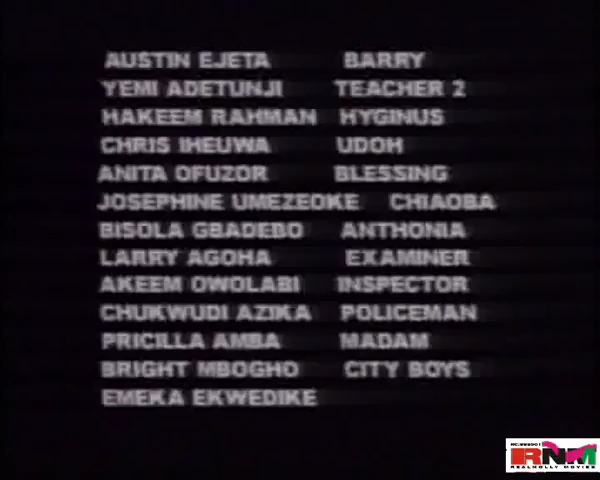 AUSTIN EJETA BARRY
YEMI ADETUNJI TEACHER 2
HAKEEM RAHMAN HYGINUS
CHRIS IHEUWA UDOH
ANITA OFUZOR BLESSING
JOSEPHINE UMEZEOKE CHIAOBA
BISOLA GBADEBO ANTHONIA
LARRY AGOHA EXAMINER
AKEEM OWOLABI INSPECTOR
CHUKWUDI AZIKA POLICEMAN
PRICILLA AMBA MADAM
BRIGHT MBOGHO CITY BOYS
EMEKA EKWEDIKE
RNM
REALNOLLY MOVIES